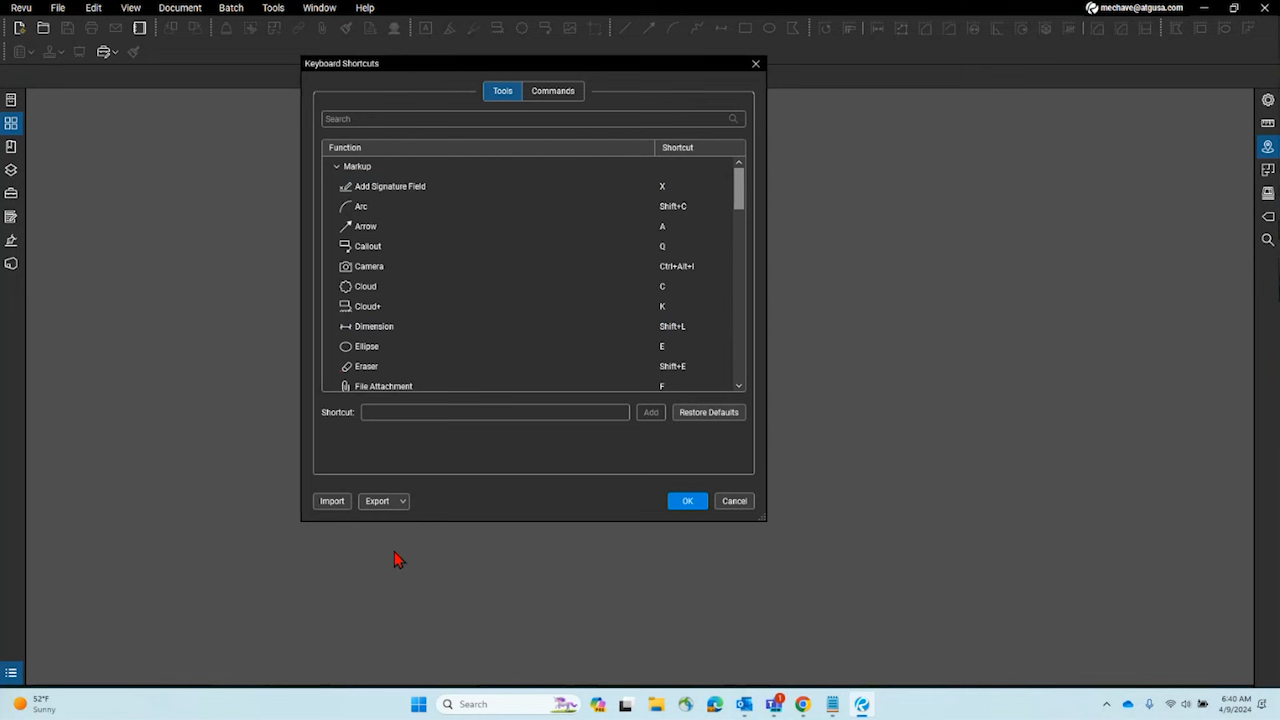 Revu File Edit View Document Batch Tools Window Help mechave@atgusa.com
Keyboard Shortcuts
Tools Commands
Search
Function Shortcut
Markup
Add Signature Field X
Arc Shift+C
Arrow A
Callout Q
Camera Ctrl+Alt+I
Cloud C
Cloud+ K
Dimension Shift+L
Ellipse E
Eraser Shift+E
File Attachment F
Shortcut: Add Restore Defaults
Import Export OK Cancel
52°F
Sunny
Search
6:40 AM
4/9/2024